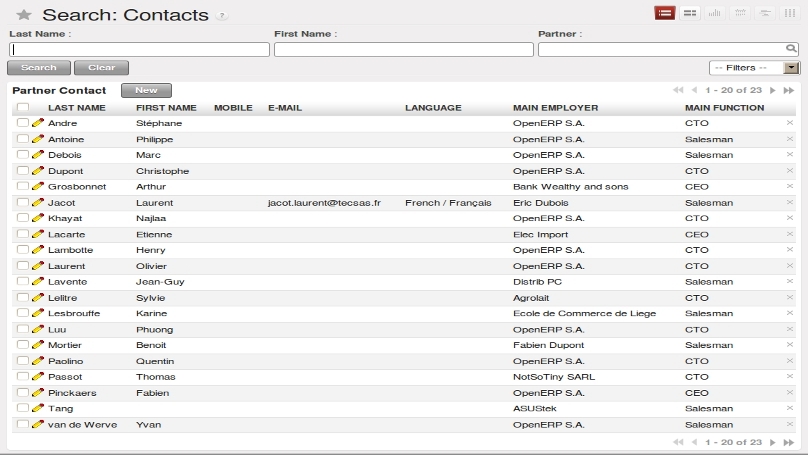 Search: Contacts ?
Last Name : First Name : Partner :
Search Clear -- Filters --
Partner Contact New 1 - 20 of 23
LAST NAME FIRST NAME MOBILE E-MAIL LANGUAGE MAIN EMPLOYER MAIN FUNCTION
Andre Stéphane OpenERP S.A. CTO
Antoine Philippe OpenERP S.A. Salesman
Debois Marc OpenERP S.A. Salesman
Dupont Christophe OpenERP S.A. CTO
Grosbonnet Arthur Bank Wealthy and sons CEO
Jacot Laurent jacot.laurent@tecsas.fr French / Français Eric Dubois Salesman
Khayat Najlaa OpenERP S.A. CTO
Lacarte Etienne Elec Import CEO
Lambotte Henry OpenERP S.A. CTO
Laurent Olivier OpenERP S.A. CTO
Lavente Jean-Guy Distrib PC Salesman
Lelitre Sylvie Agrolait CTO
Lesbrouffe Karine Ecole de Commerce de Liege Salesman
Luu Phuong OpenERP S.A. CTO
Mortier Benoit Fabien Dupont Salesman
Paolino Quentin OpenERP S.A. CTO
Passot Thomas NotSoTiny SARL CTO
Pinckaers Fabien OpenERP S.A. CEO
Tang ASUStek Salesman
van de Werve Yvan OpenERP S.A. Salesman
1 - 20 of 23